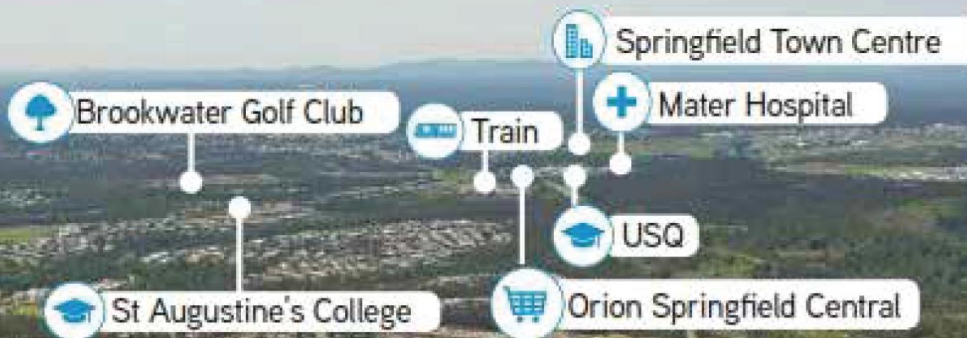 Springfield Town Centre
Brookwater Golf Club
Mater Hospital
Train
USQ
St Augustine's College
Orion Springfield Central